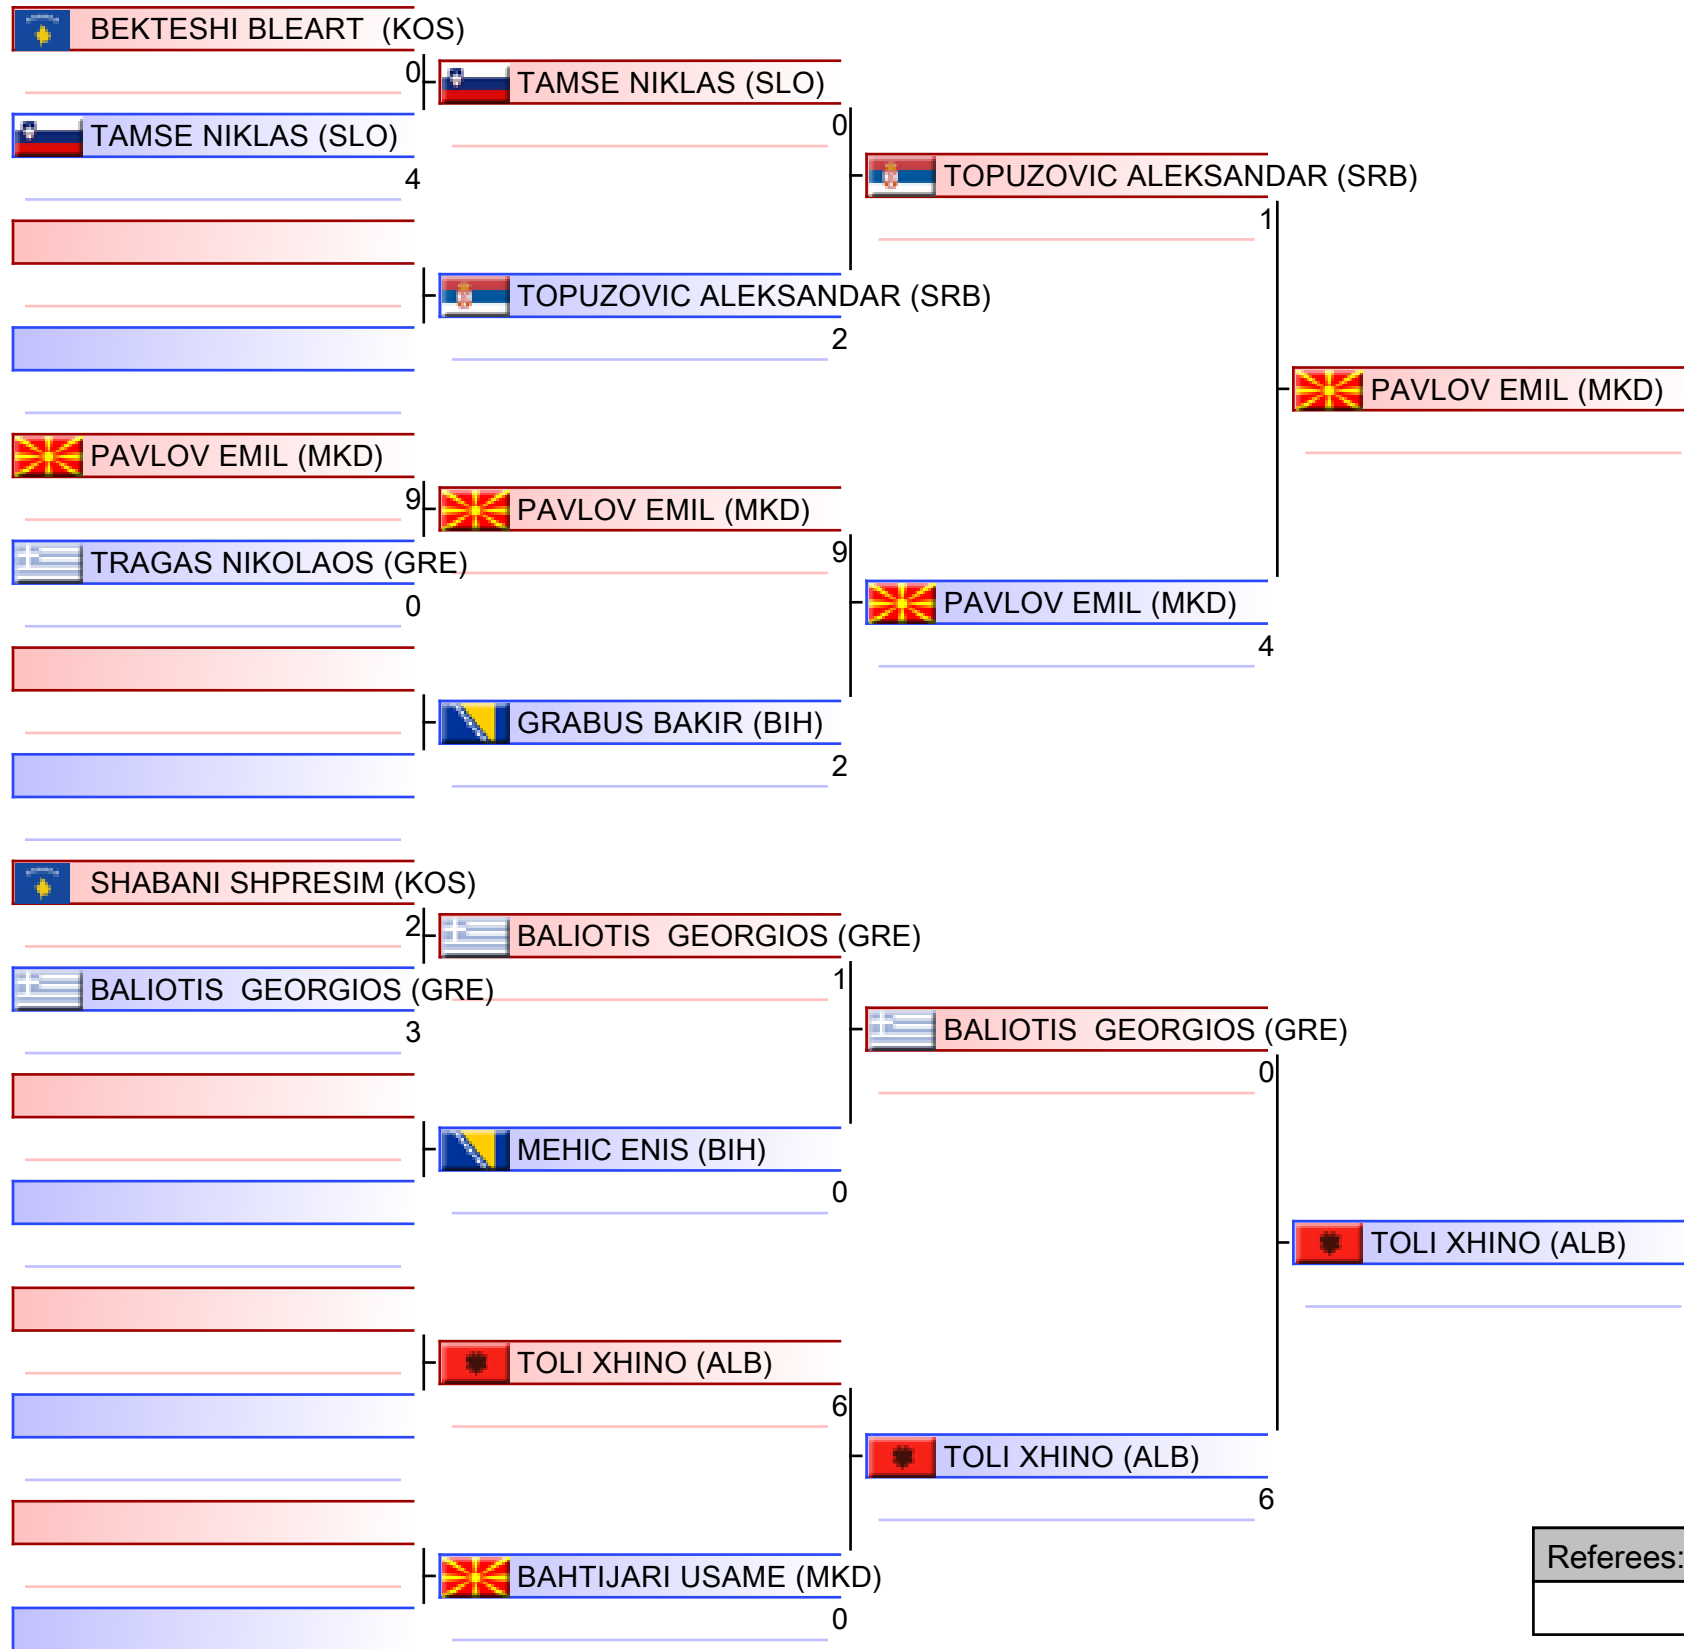 BEKTESHI BLEART  (KOS)
0
TAMSE NIKLAS (SLO)
TAMSE NIKLAS (SLO)
0
4
TOPUZOVIC ALEKSANDAR (SRB)
1
TOPUZOVIC ALEKSANDAR (SRB)
2
PAVLOV EMIL (MKD)
PAVLOV EMIL (MKD)
9
PAVLOV EMIL (MKD)
9
TRAGAS NIKOLAOS (GRE)
0
PAVLOV EMIL (MKD)
4
GRABUS BAKIR (BIH)
2
SHABANI SHPRESIM (KOS)
2
BALIOTIS  GEORGIOS (GRE)
1
BALIOTIS  GEORGIOS (GRE)
3
BALIOTIS  GEORGIOS (GRE)
0
MEHIC ENIS (BIH)
0
TOLI XHINO (ALB)
TOLI XHINO (ALB)
6
TOLI XHINO (ALB)
6
BAHTIJARI USAME (MKD)
0
Referees: